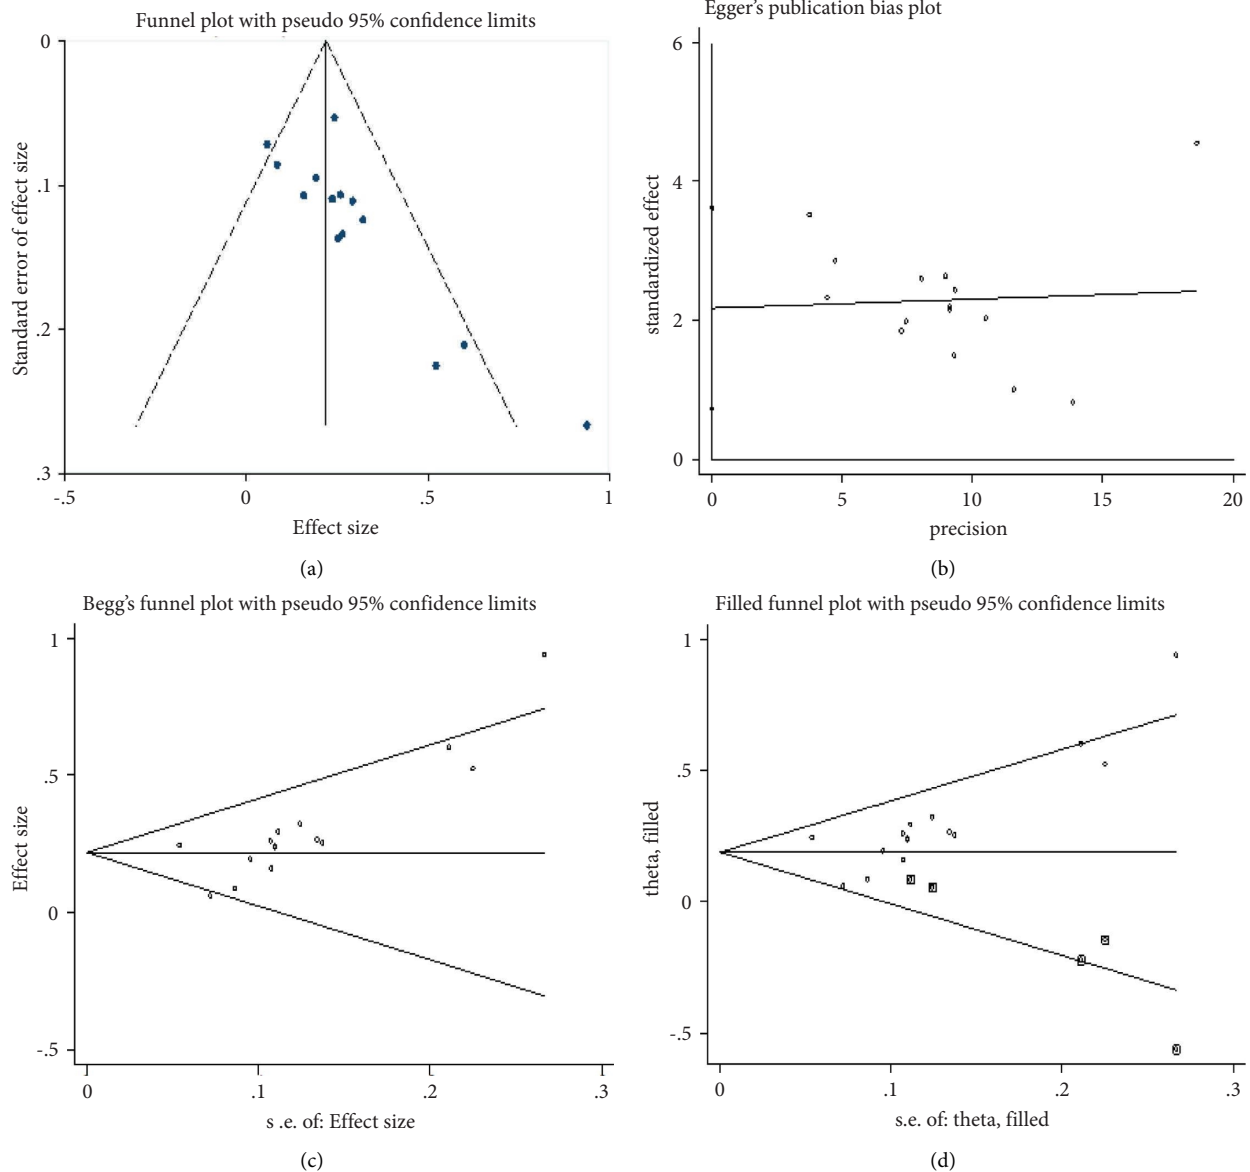 Funnel plot with pseudo 95% confidence limits
0
.1
.2
.3
Standard error of effect size
-.5
0
.5
1
Effect size
(a)
Egger's publication bias plot
6
4
2
0
standardized effect
0
5
10
15
20
precision
(b)
Begg's funnel plot with pseudo 95% confidence limits
1
.5
0
-.5
Effect size
0
.1
.2
.3
s .e. of: Effect size
(c)
Filled funnel plot with pseudo 95% confidence limits
1
.5
0
-.5
theta, filled
0
.1
.2
.3
s.e. of: theta, filled
(d)